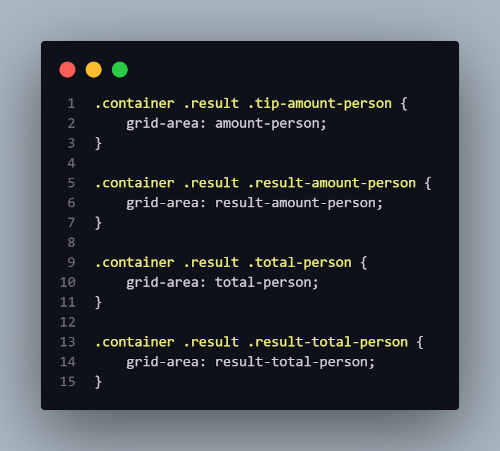 1 .container .result .tip-amount-person {
2     grid-area: amount-person;
3 }
4
5 .container .result .result-amount-person {
6     grid-area: result-amount-person;
7 }
8
9 .container .result .total-person {
10     grid-area: total-person;
11 }
12
13 .container .result .result-total-person {
14     grid-area: result-total-person;
15 }